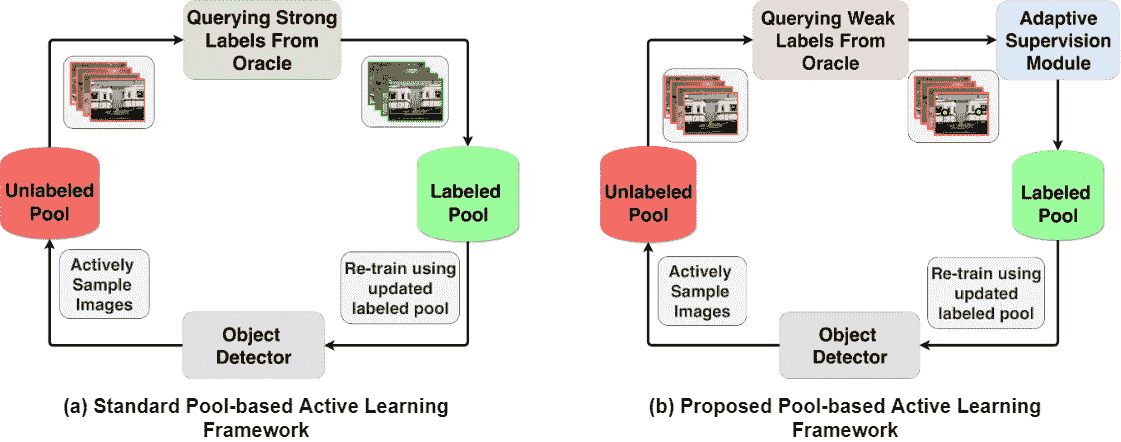 Querying Strong
Labels From
Oracle
Unlabeled
Pool
Labeled
Pool
Actively
Sample
Images
Re-train using
updated
labeled pool
Object
Detector
(a) Standard Pool-based Active Learning
Framework
Querying Weak
Labels From
Oracle
Adaptive
Supervision
Module
Unlabeled
Pool
Labeled
Pool
Actively
Sample
Images
Re-train using
updated
labeled pool
Object
Detector
(b) Proposed Pool-based Active Learning
Framework